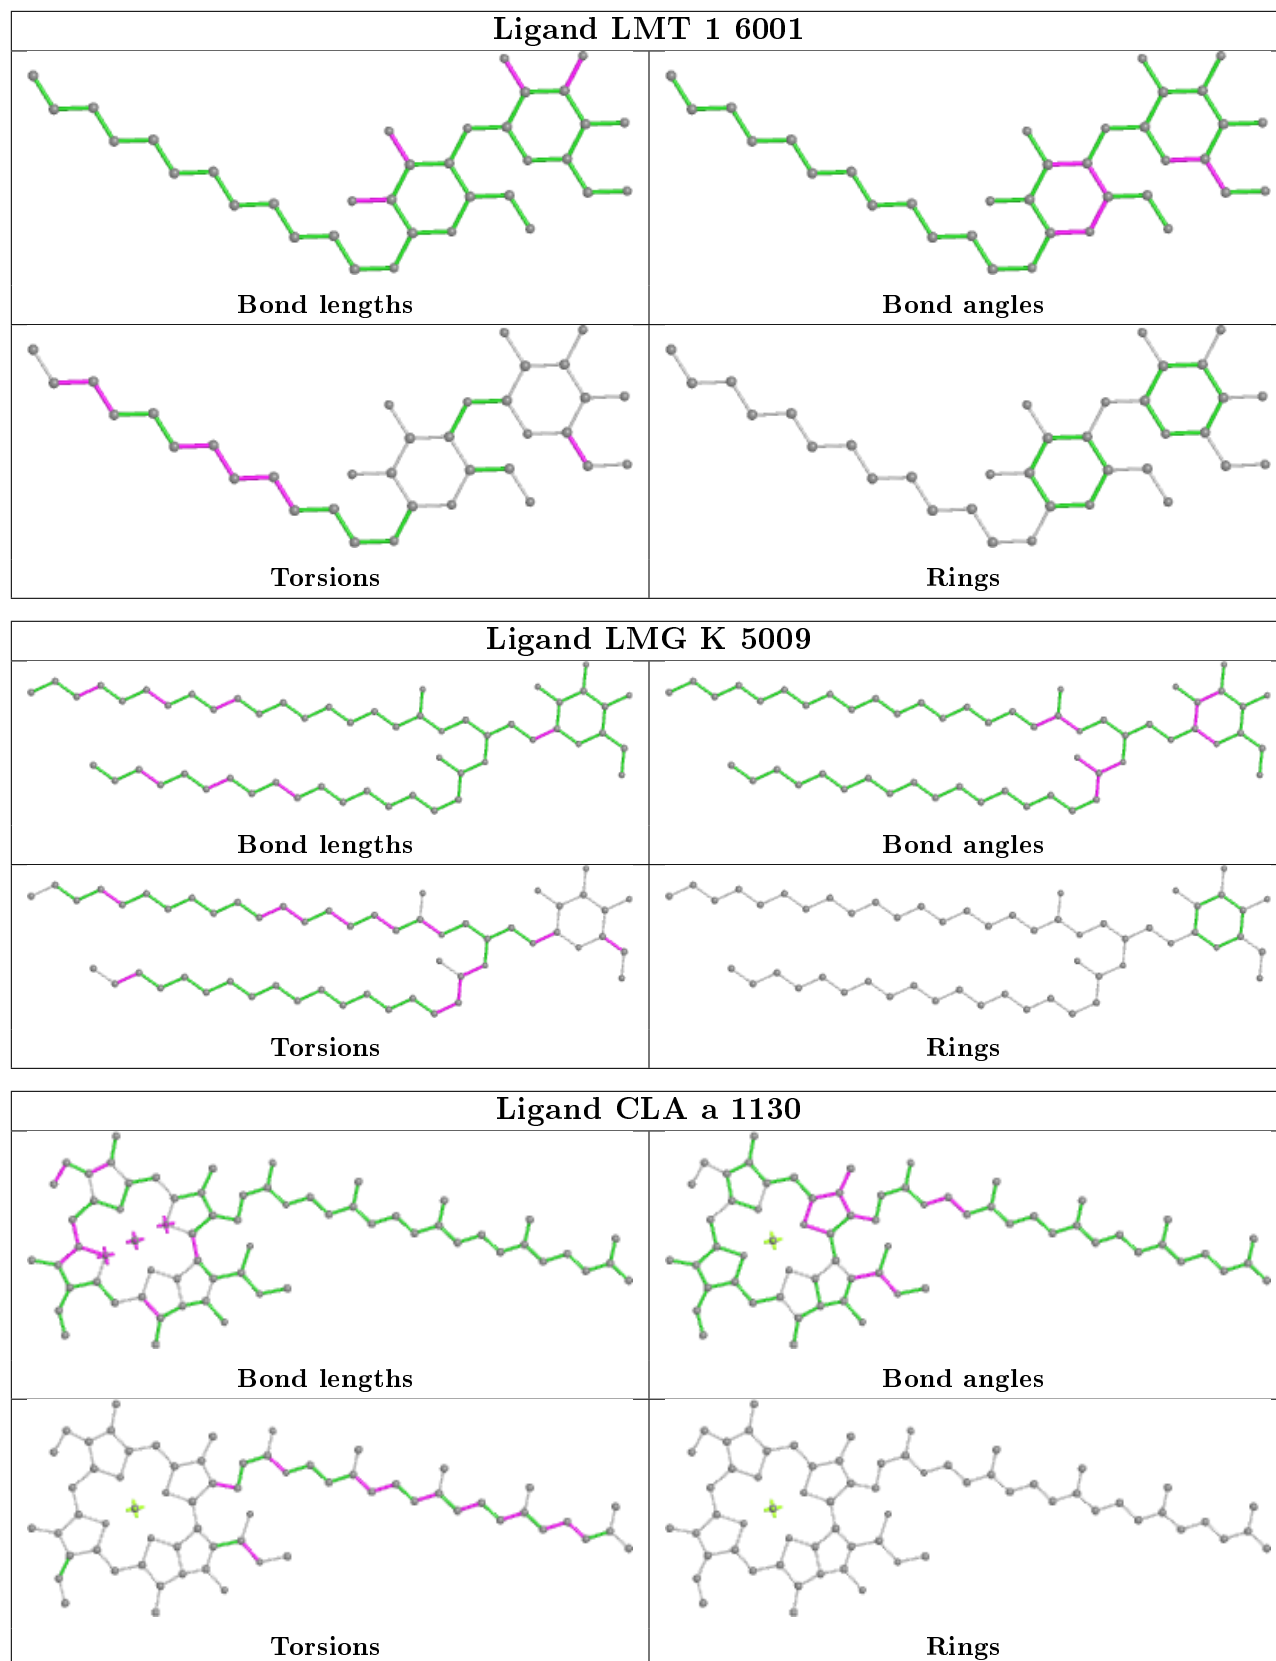 Ligand LMT 1 6001
Bond lengths
Bond angles
Torsions
Rings
Ligand LMG K 5009
Bond lengths
Bond angles
Torsions
Rings
Ligand CLA a 1130
Bond lengths
Bond angles
Torsions
Rings